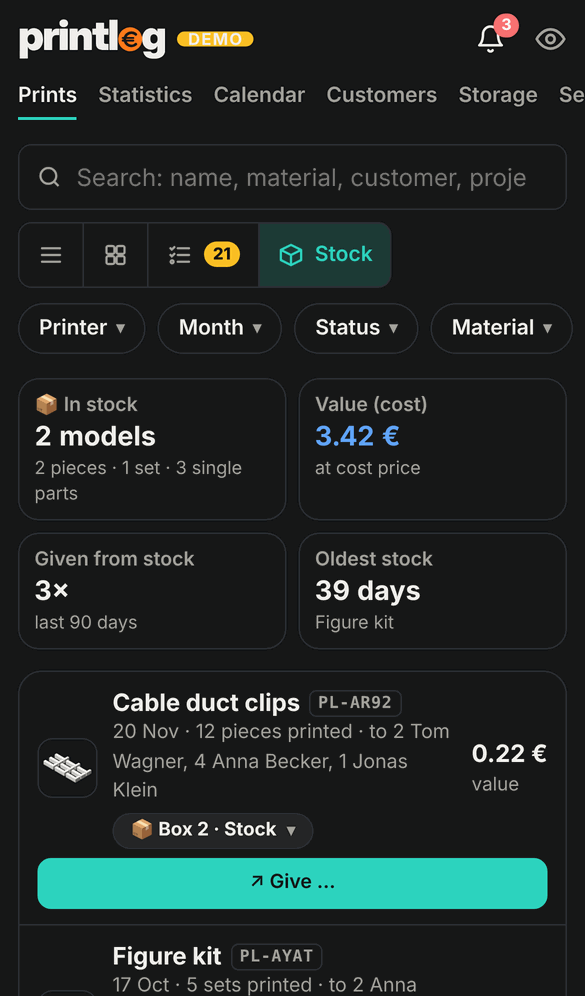 printl€g DEMO 3
Prints Statistics Calendar Customers Storage Se
Search: name, material, customer, proje
21 Stock
Printer ▾ Month ▾ Status ▾ Material ▾
📦 In stock
2 models
2 pieces · 1 set · 3 single
parts
Value (cost)
3.42 €
at cost price
Given from stock
3×
last 90 days
Oldest stock
39 days
Figure kit
Cable duct clips PL-AR92
20 Nov · 12 pieces printed · to 2 Tom
Wagner, 4 Anna Becker, 1 Jonas
Klein
0.22 €
value
📦 Box 2 · Stock ▾
↗ Give ...
Figure kit PL-AYAT
17 Oct · 5 sets printed · to 2 Anna